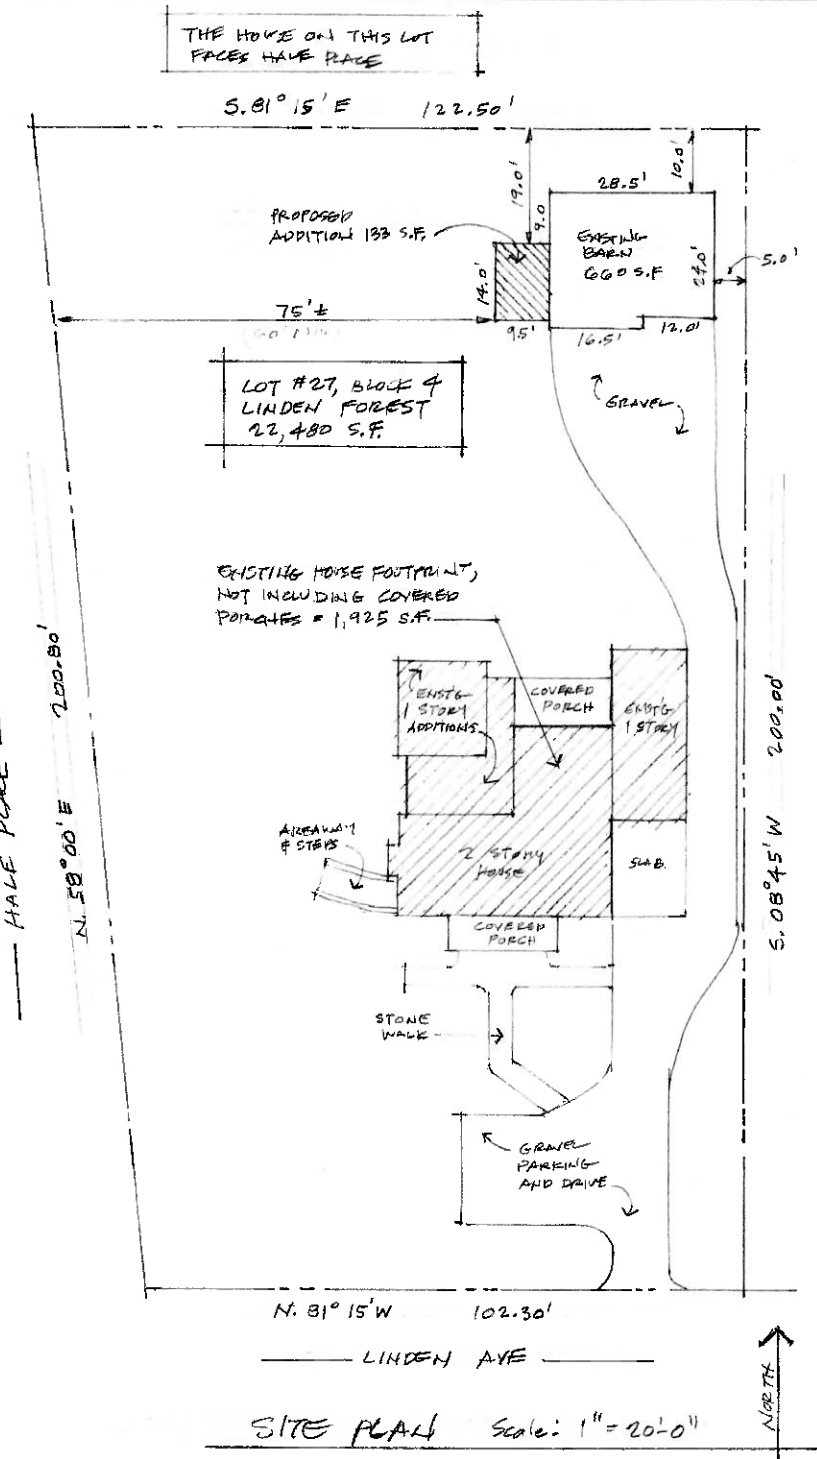 THE HOUSE ON THIS LOT
FACES HALE PLACE
S. 81° 15' E 122.50'
19.0'
9.0
28.5'
10.0'
PROPOSED
ADDITION 133 S.F.
EXISTING
BARN
660 S.F
24.0'
5.0'
14.0'
75' ±
9.5'
16.5'
12.0'
LOT #27, BLOCK 4
LINDEN FOREST
22,480 S.F.
GRAVEL
EXISTING HOUSE FOOTPRINT,
NOT INCLUDING COVERED
PORCHES = 1,925 S.F.
HALE PLACE
N. 58° 00' E 200.80'
EXIST'G
1 STORY
ADDITIONS
COVERED
PORCH
EXIST'G
1 STORY
S. 08° 45' W 200.00'
AREAWAY
& STEPS
2 STORY
HOUSE
SLAB
COVERED
PORCH
STONE
WALK
GRAVEL
PARKING
AND DRIVE
N. 81° 15' W 102.30'
LINDEN AVE
NORTH
SITE PLAN Scale: 1" = 20'-0"